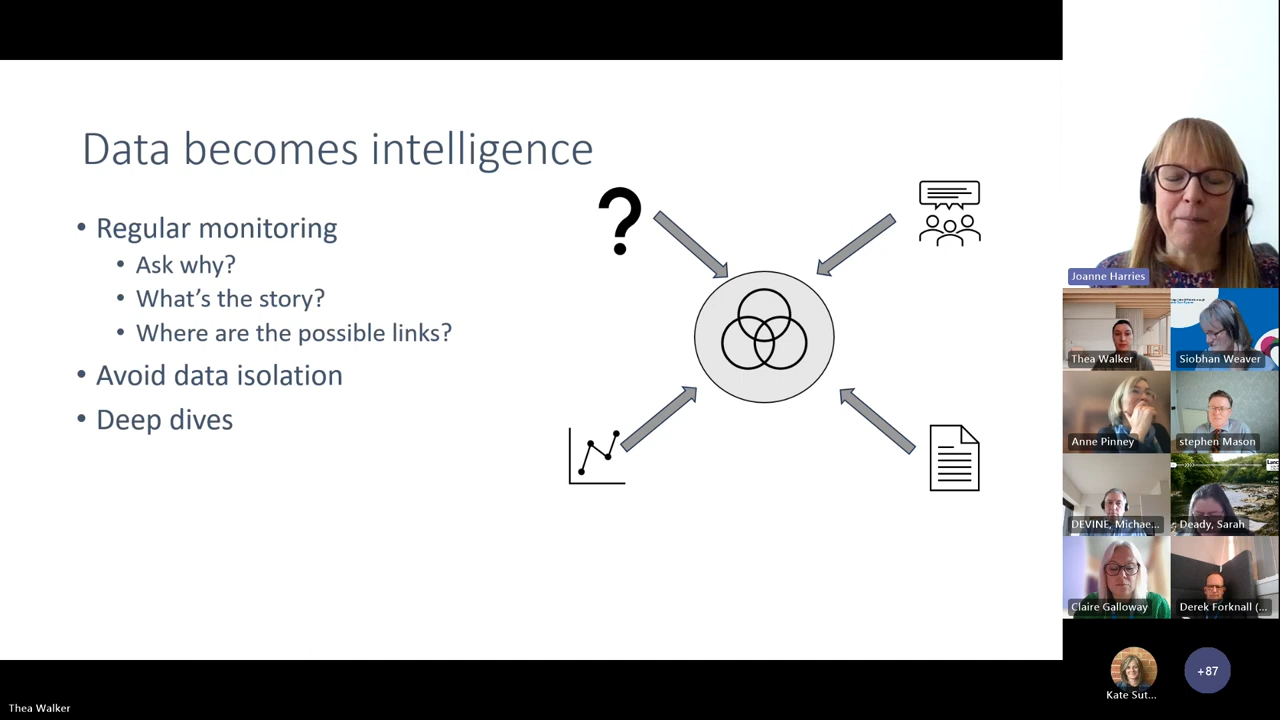 Data becomes intelligence
• Regular monitoring
• Ask why?
• What's the story?
• Where are the possible links?
• Avoid data isolation
• Deep dives
?
Joanne Harries
Thea Walker
Siobhan Weaver
Anne Pinney
stephen Mason
DEVINE, Michae...
Deady, Sarah
Claire Galloway
Derek Forknall (...
Kate Sut...
+87
Thea Walker